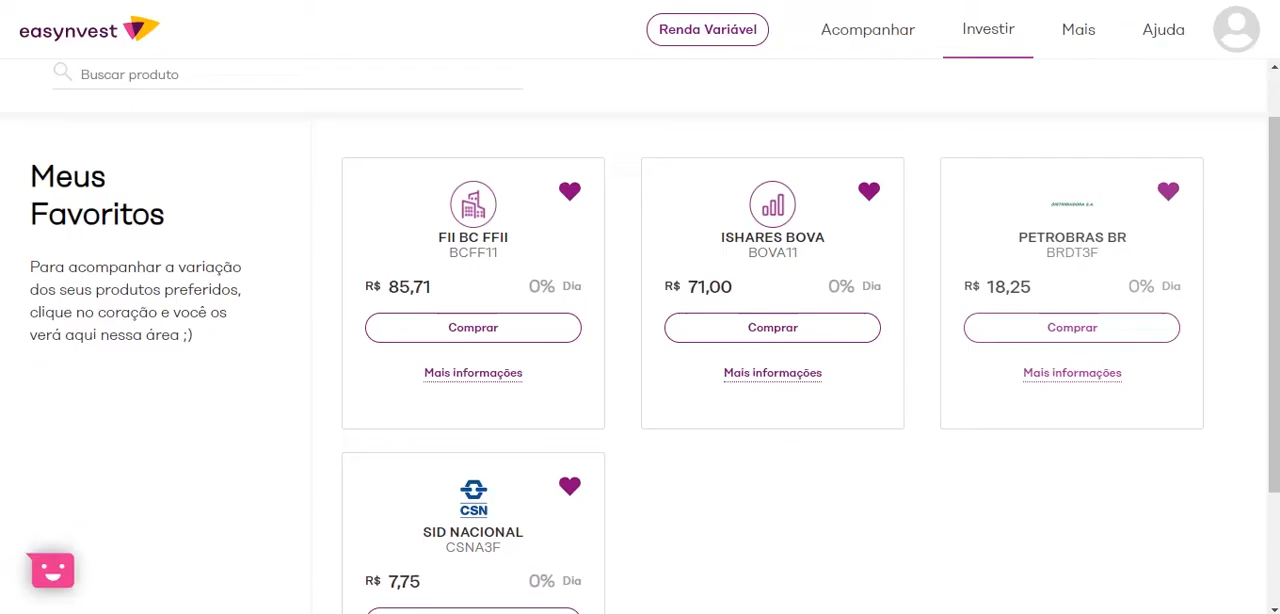 easynvest
Renda Variável
Acompanhar
Investir
Mais
Ajuda
Buscar produto
Meus
Favoritos
Para acompanhar a variação
dos seus produtos preferidos,
clique no coração e você os
verá aqui nessa área ;)
FII BC FFII
BCFF11
R$ 85,71 0% Dia
Comprar
Mais informações
ISHARES BOVA
BOVA11
R$ 71,00 0% Dia
Comprar
Mais informações
DISTRIBUIDORA S.A.
PETROBRAS BR
BRDT3F
R$ 18,25 0% Dia
Comprar
Mais informações
CSN
SID NACIONAL
CSNA3F
R$ 7,75 0% Dia